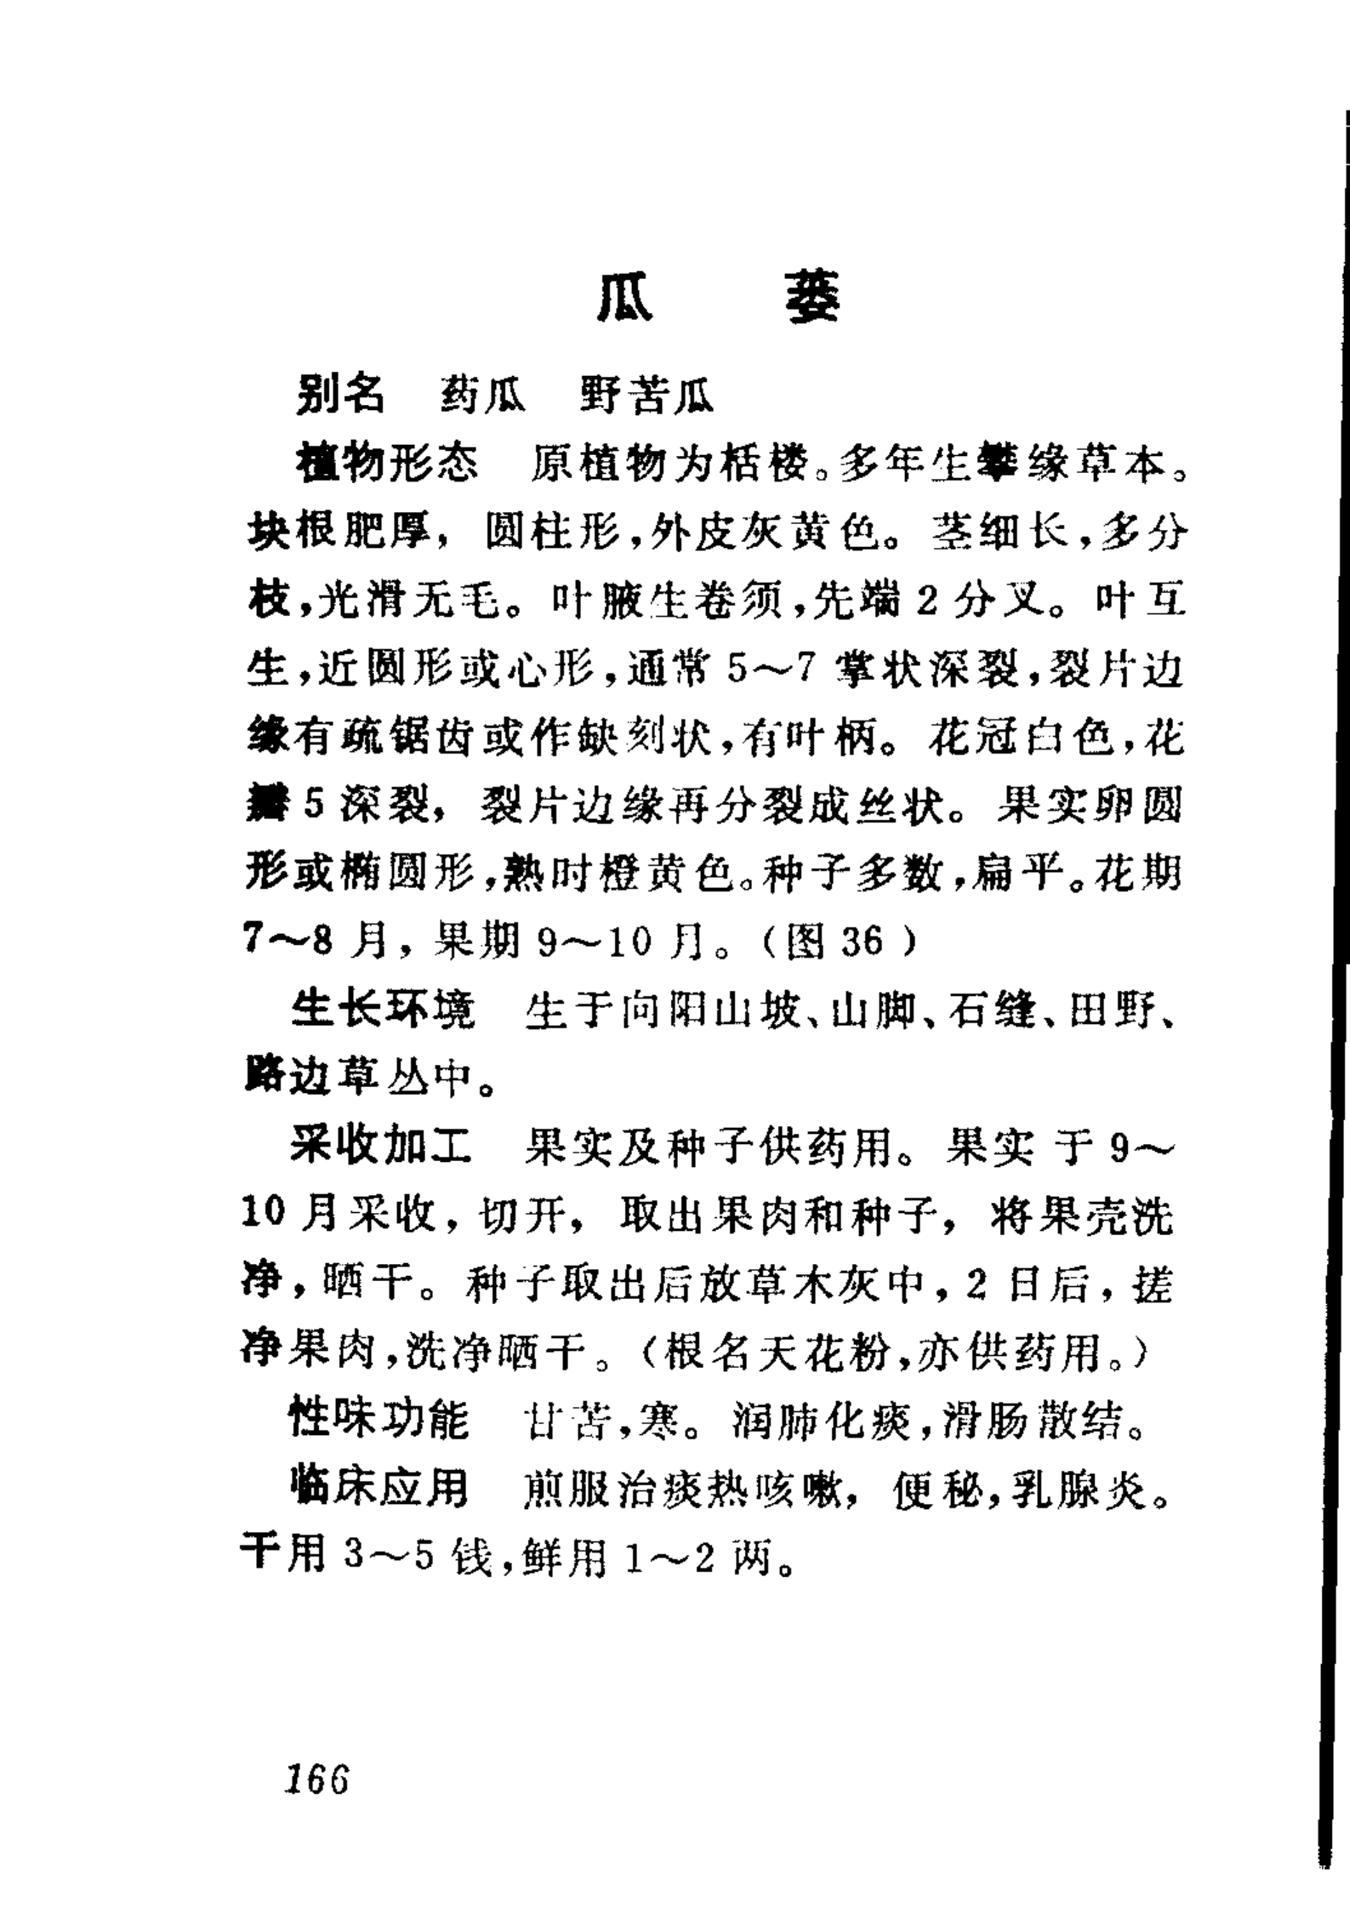 瓜　　蒌
别名　药瓜　野苦瓜
植物形态　原植物为栝楼。多年生攀缘草本。
块根肥厚，圆柱形，外皮灰黄色。茎细长，多分
枝，光滑无毛。叶腋生卷须，先端2分叉。叶互
生，近圆形或心形，通常5～7掌状深裂，裂片边
缘有疏锯齿或作缺刻状，有叶柄。花冠白色，花
瓣5深裂，裂片边缘再分裂成丝状。果实卵圆
形或椭圆形，熟时橙黄色。种子多数，扁平。花期
7～8月，果期9～10月。（图36）
生长环境　生于向阳山坡、山脚、石缝、田野、
路边草丛中。
采收加工　果实及种子供药用。果实于9～
10月采收，切开，取出果肉和种子，将果壳洗
净，晒干。种子取出后放草木灰中，2日后，搓
净果肉，洗净晒干。（根名天花粉，亦供药用。）
性味功能　甘苦，寒。润肺化痰，滑肠散结。
临床应用　煎服治痰热咳嗽，便秘，乳腺炎。
干用3～5钱，鲜用1～2两。
166